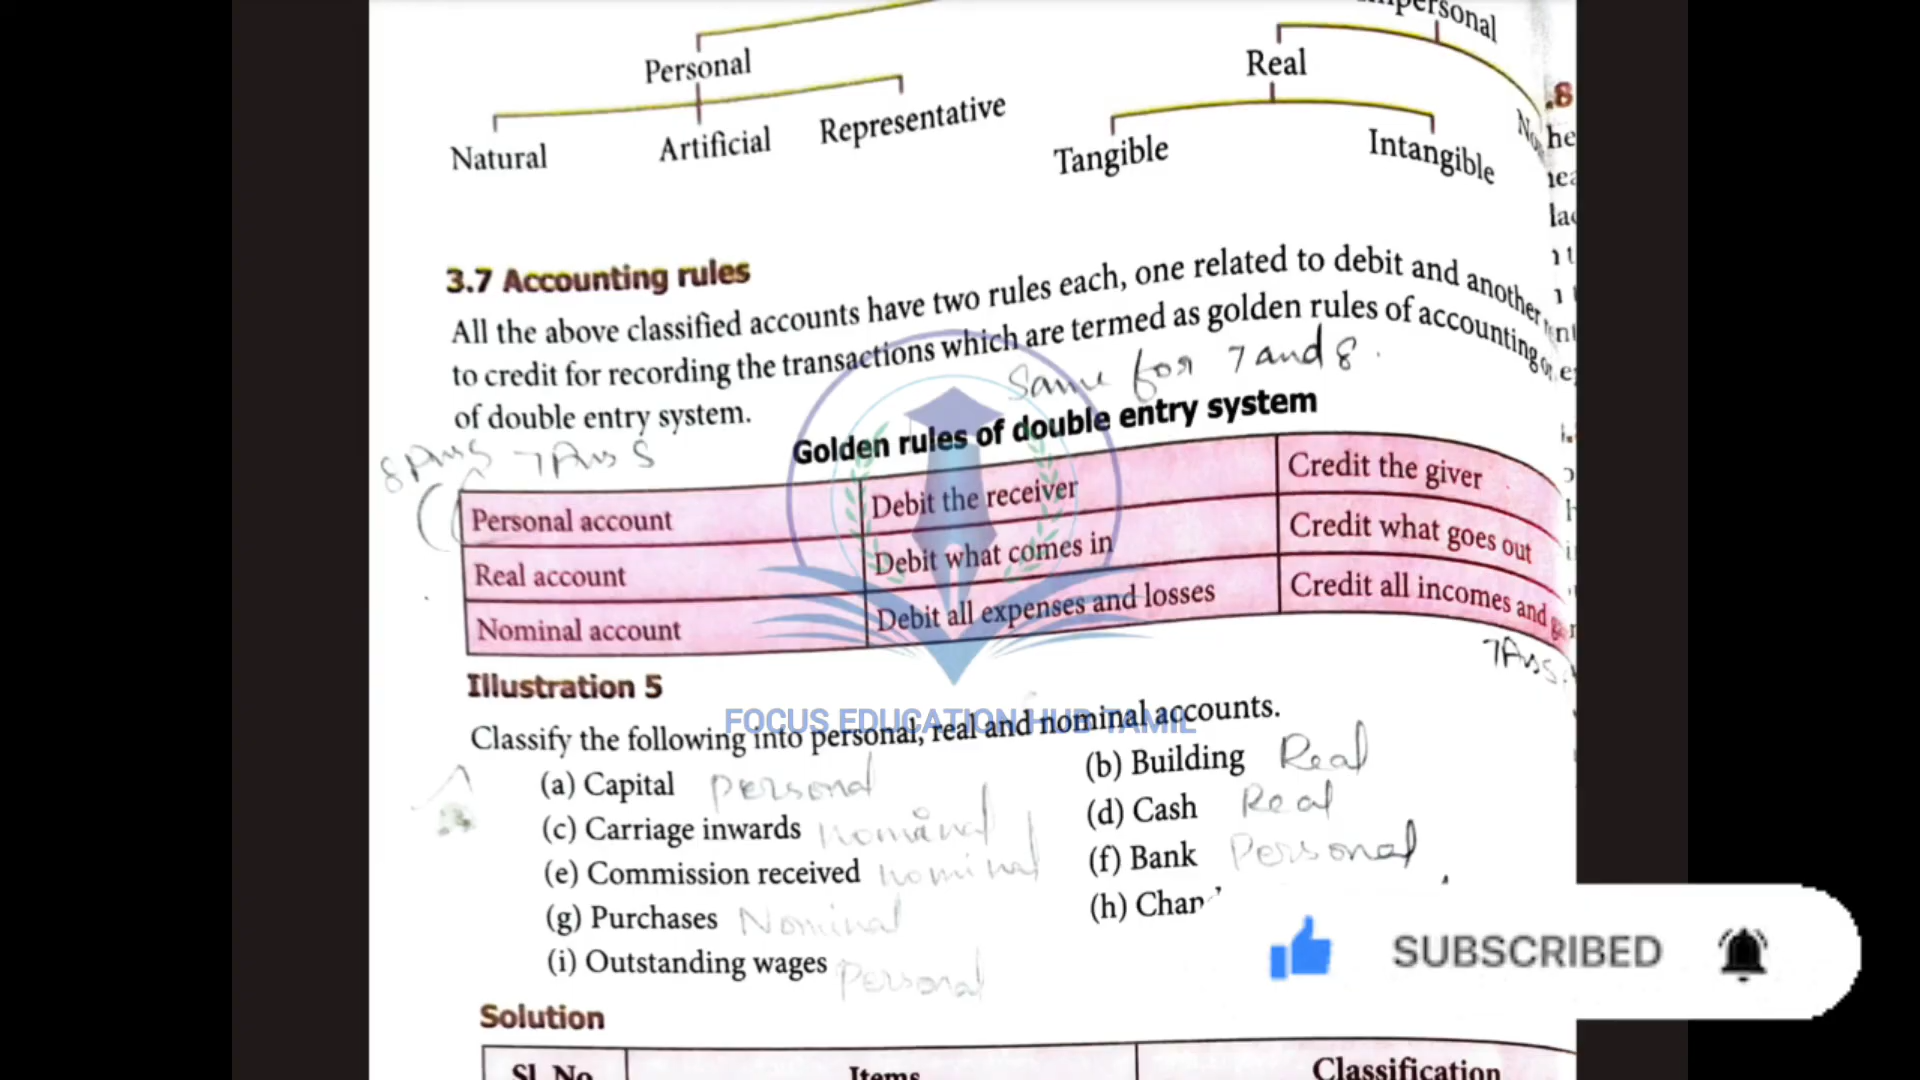 Personal
Real
Natural
Artificial
Representative
Tangible
Intangible
3.7 Accounting rules
All the above classified accounts have two rules each, one related to debit and another
to credit for recording the transactions which are termed as golden rules of accounting
of double entry system.
Same for 7 and 8.
Golden rules of double entry system
Personal account Debit the receiver Credit the giver
Real account Debit what comes in Credit what goes out
Nominal account Debit all expenses and losses Credit all incomes and
Illustration 5
FOCUS EDUCATION HUB TAMIL
Classify the following into personal, real and nominal accounts.
(a) Capital personal (b) Building Real
(c) Carriage inwards nominal (d) Cash Real
(e) Commission received nominal (f) Bank Personal
(g) Purchases Nominal (h)
(i) Outstanding wages personal
SUBSCRIBED
Solution
Sl. No Items Classification